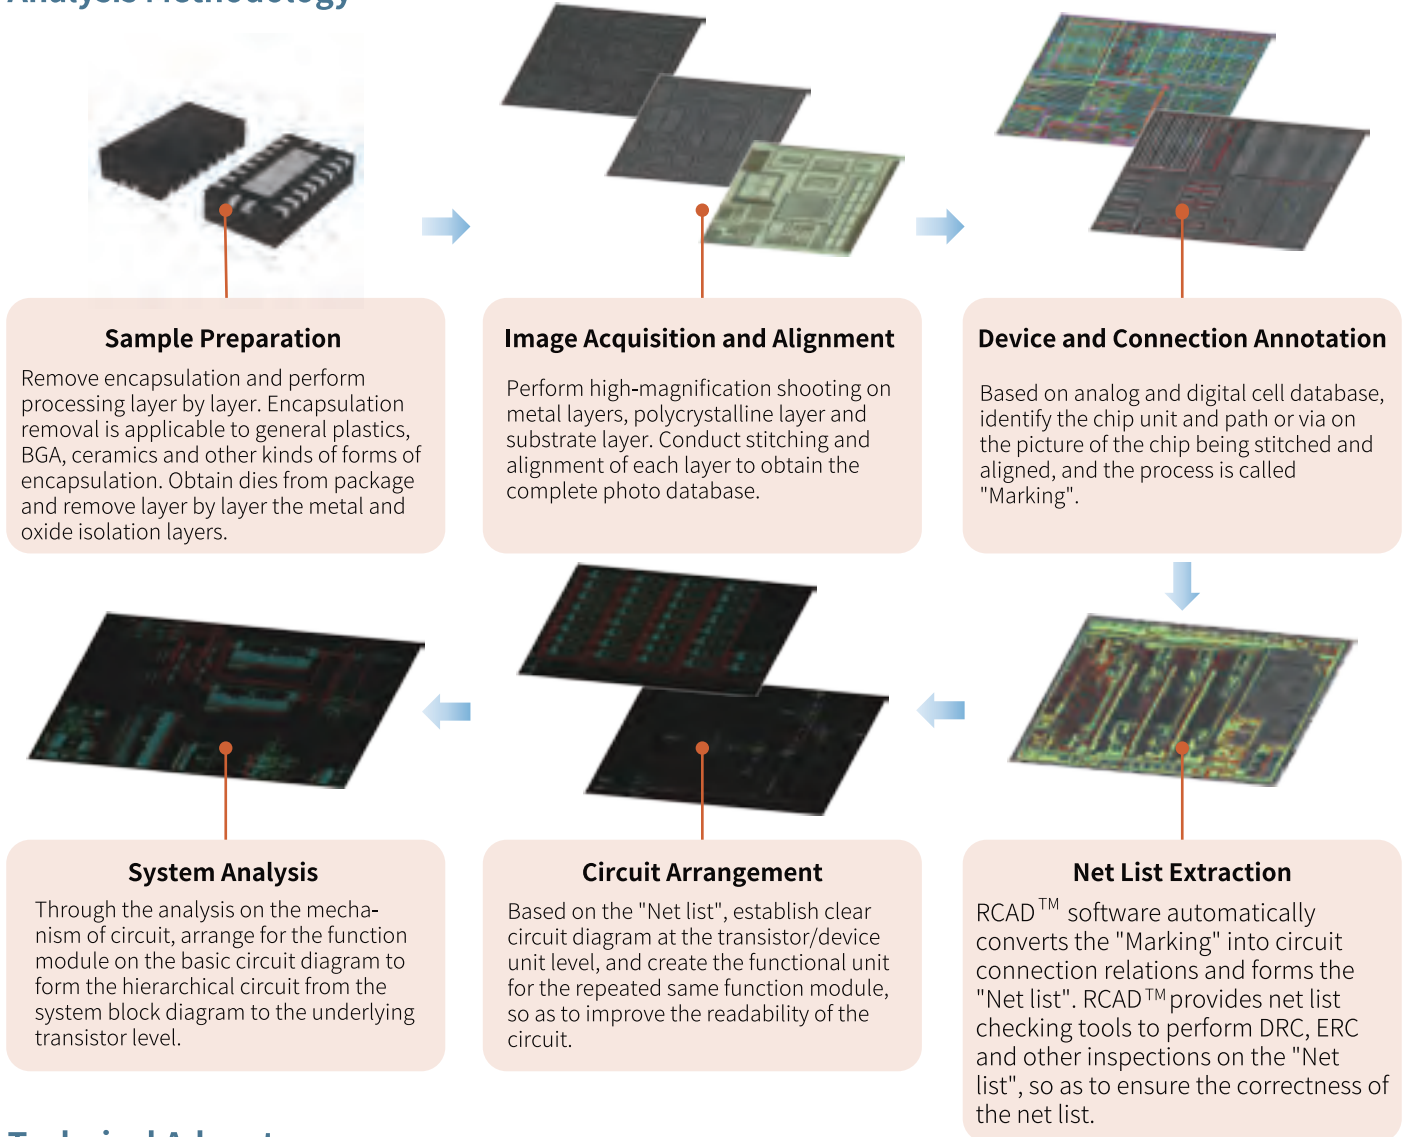 Analysis Methodology
Sample Preparation
Remove encapsulation and perform
processing layer by layer. Encapsulation
removal is applicable to general plastics,
BGA, ceramics and other kinds of forms of
encapsulation. Obtain dies from package
and remove layer by layer the metal and
oxide isolation layers.
Image Acquisition and Alignment
Perform high-magnification shooting on
metal layers, polycrystalline layer and
substrate layer. Conduct stitching and
alignment of each layer to obtain the
complete photo database.
Device and Connection Annotation
Based on analog and digital cell database,
identify the chip unit and path or via on
the picture of the chip being stitched and
aligned, and the process is called
"Marking".
System Analysis
Through the analysis on the mecha-
nism of circuit, arrange for the function
module on the basic circuit diagram to
form the hierarchical circuit from the
system block diagram to the underlying
transistor level.
Circuit Arrangement
Based on the "Net list", establish clear
circuit diagram at the transistor/device
unit level, and create the functional unit
for the repeated same function module,
so as to improve the readability of the
circuit.
Net List Extraction
RCAD™ software automatically
converts the "Marking" into circuit
connection relations and forms the
"Net list". RCAD™ provides net list
checking tools to perform DRC, ERC
and other inspections on the "Net
list", so as to ensure the correctness of
the net list.